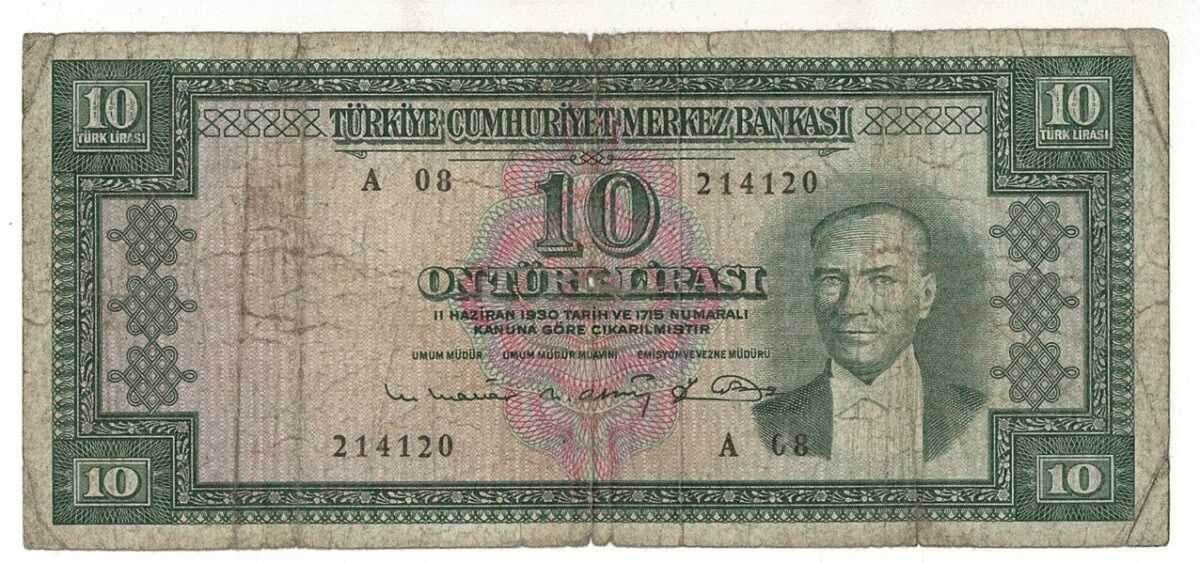 10 TÜRK LİRASI
10 TÜRK LİRASI
TÜRKİYE CUMHURİYET MERKEZ BANKASI
A 08 214120
10
ON TÜRK LİRASI
11 HAZİRAN 1930 TARİH VE 1715 NUMARALI
KANUNA GÖRE ÇIKARILMIŞTIR
UMUM MÜDÜR UMUM MÜDÜR MUAVİNİ EMİSYON VE VEZNE MÜDÜRÜ
214120 A 08
10 10